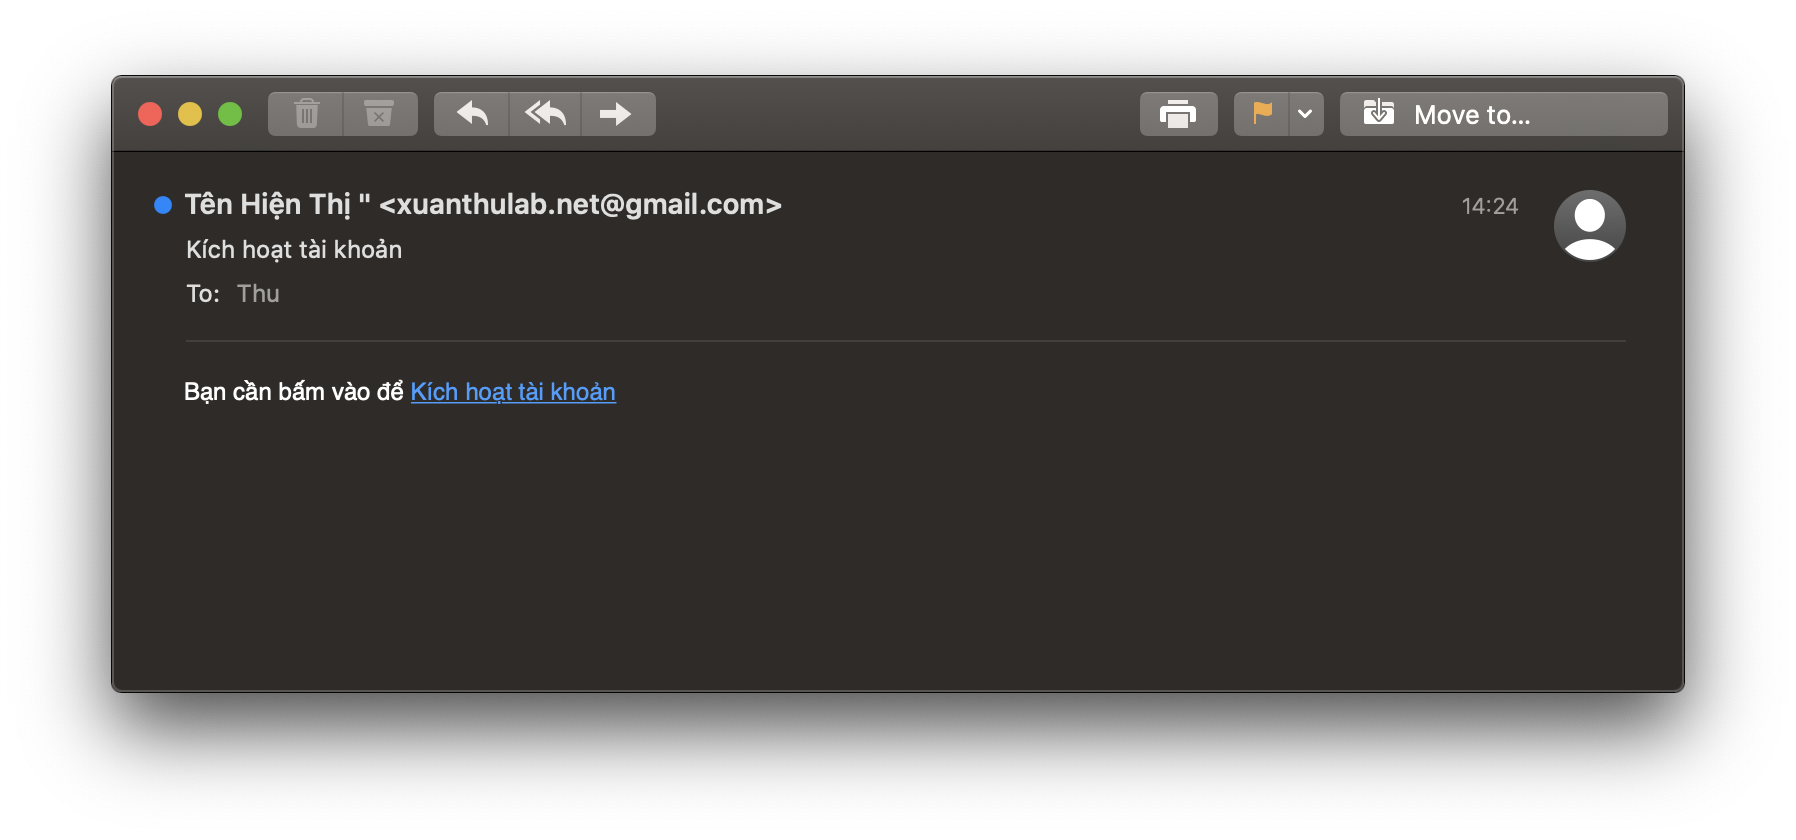 Move to...
Tên Hiện Thị " <xuanthulab.net@gmail.com>
14:24
Kích hoạt tài khoản
To: Thu
Bạn cần bấm vào để Kích hoạt tài khoản